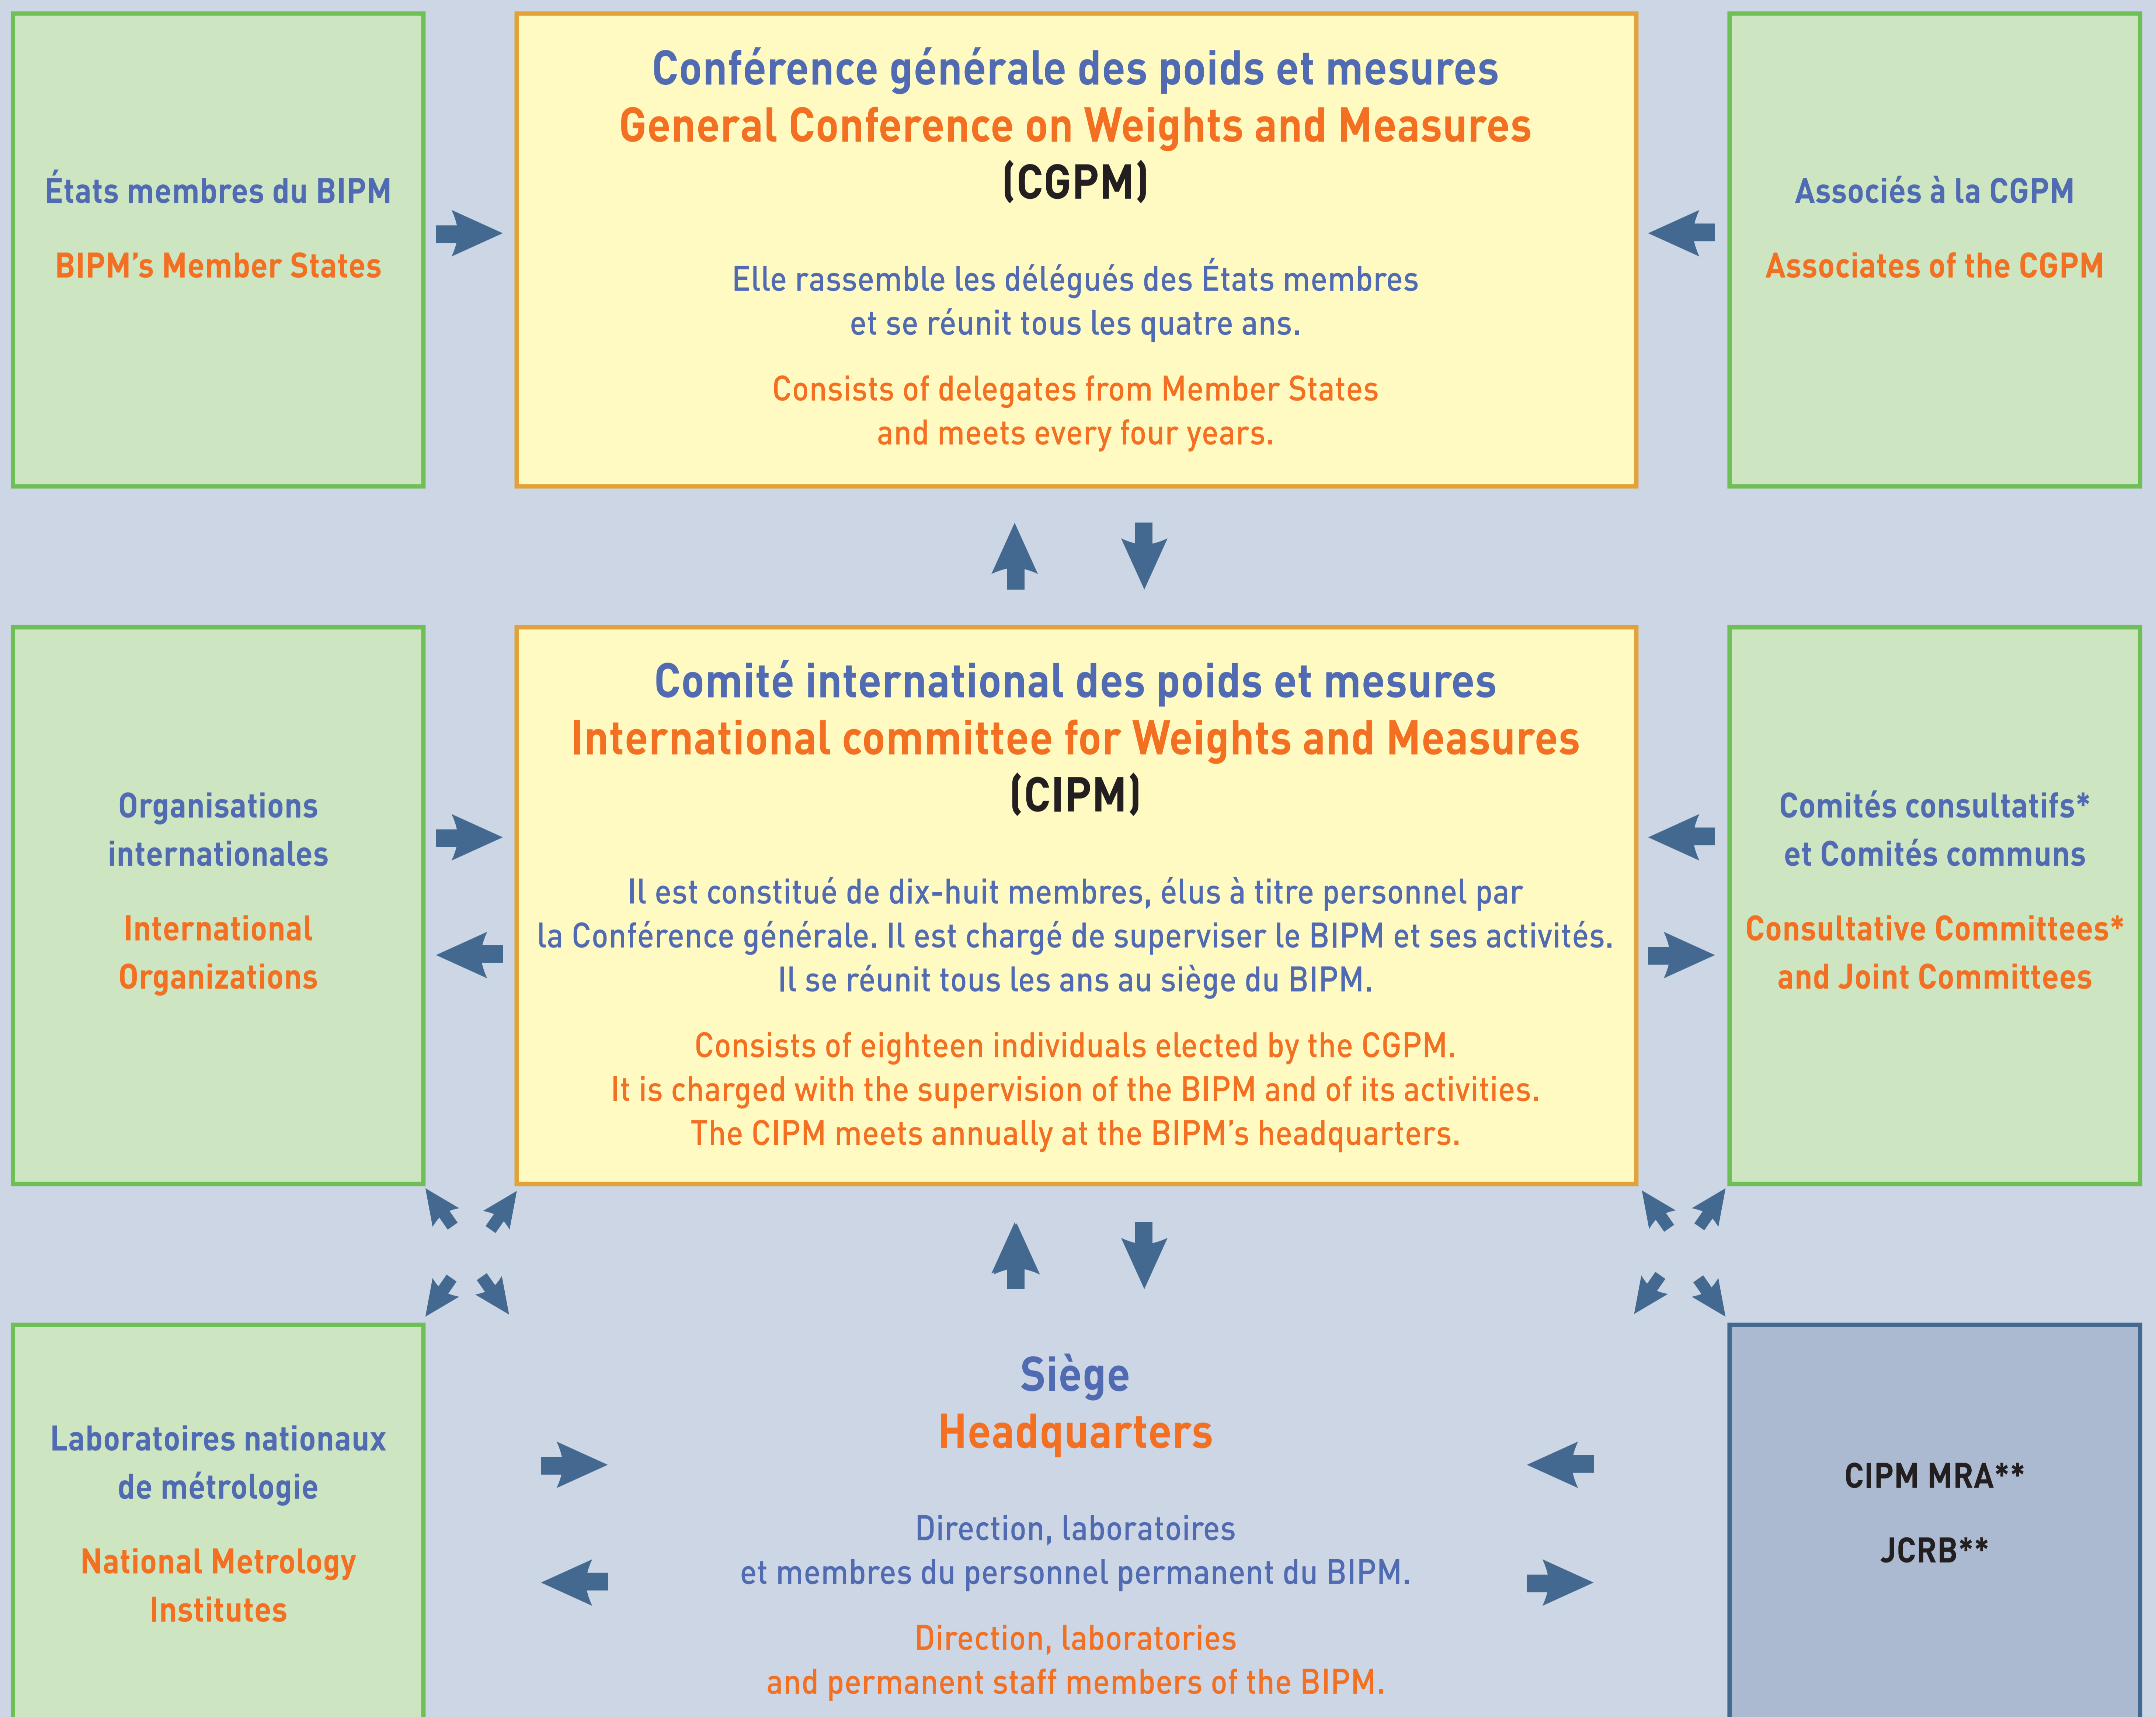 États membres du BIPM
BIPM’s Member States
Conférence générale des poids et mesures
General Conference on Weights and Measures
(CGPM)
Elle rassemble les délégués des États membres
et se réunit tous les quatre ans.
Consists of delegates from Member States
and meets every four years.
Associés à la CGPM
Associates of the CGPM
Organisations
internationales
International
Organizations
Comité international des poids et mesures
International committee for Weights and Measures
(CIPM)
Il est constitué de dix-huit membres, élus à titre personnel par
la Conférence générale. Il est chargé de superviser le BIPM et ses activités.
Il se réunit tous les ans au siège du BIPM.
Consists of eighteen individuals elected by the CGPM.
It is charged with the supervision of the BIPM and of its activities.
The CIPM meets annually at the BIPM’s headquarters.
Comités consultatifs*
et Comités communs
Consultative Committees*
and Joint Committees
Laboratoires nationaux
de métrologie
National Metrology
Institutes
Siège
Headquarters
Direction, laboratoires
et membres du personnel permanent du BIPM.
Direction, laboratories
and permanent staff members of the BIPM.
CIPM MRA**
JCRB**